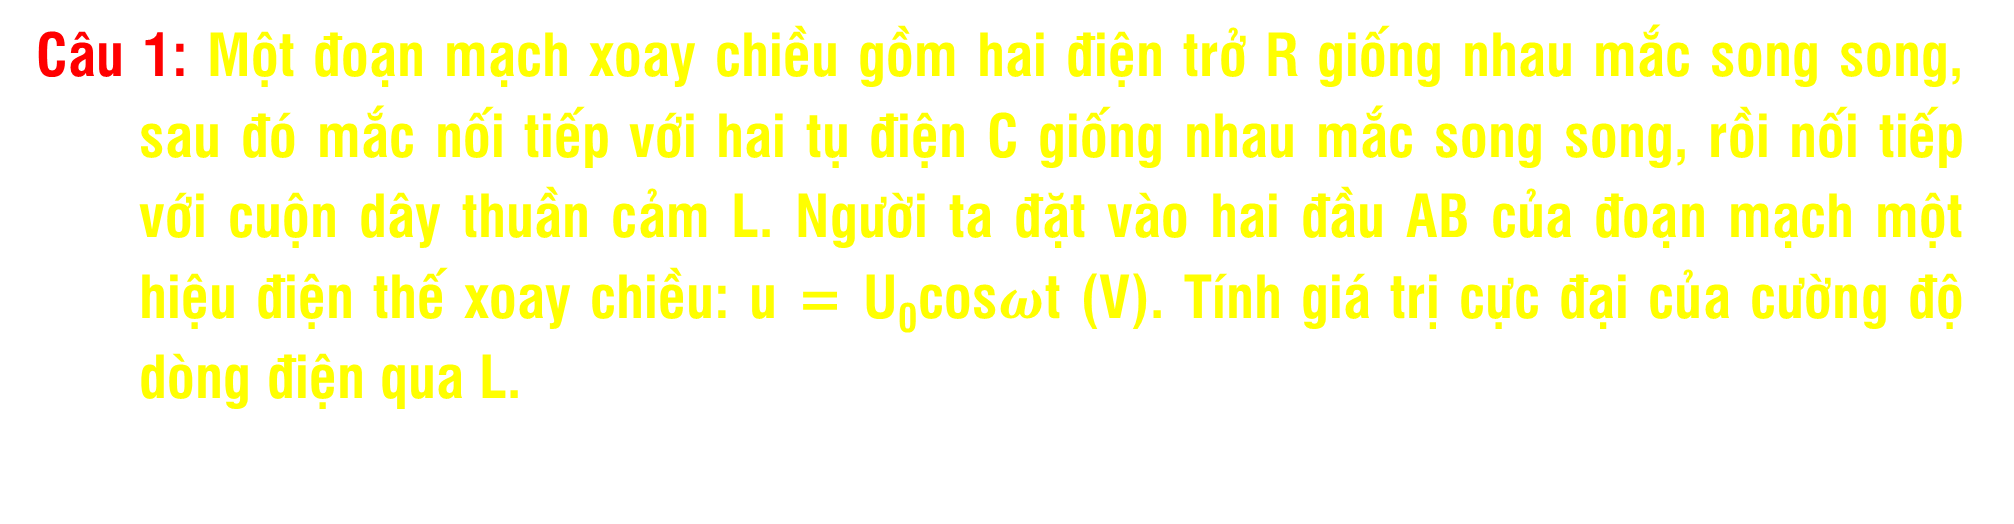 Câu 1: Một đoạn mạch xoay chiều gồm hai điện trở R giống nhau mắc song song,
sau đó mắc nối tiếp với hai tụ điện C giống nhau mắc song song, rồi nối tiếp
với cuộn dây thuần cảm L. Người ta đặt vào hai đầu AB của đoạn mạch một
hiệu điện thế xoay chiều: u = U₀cosωt (V). Tính giá trị cực đại của cường độ
dòng điện qua L.